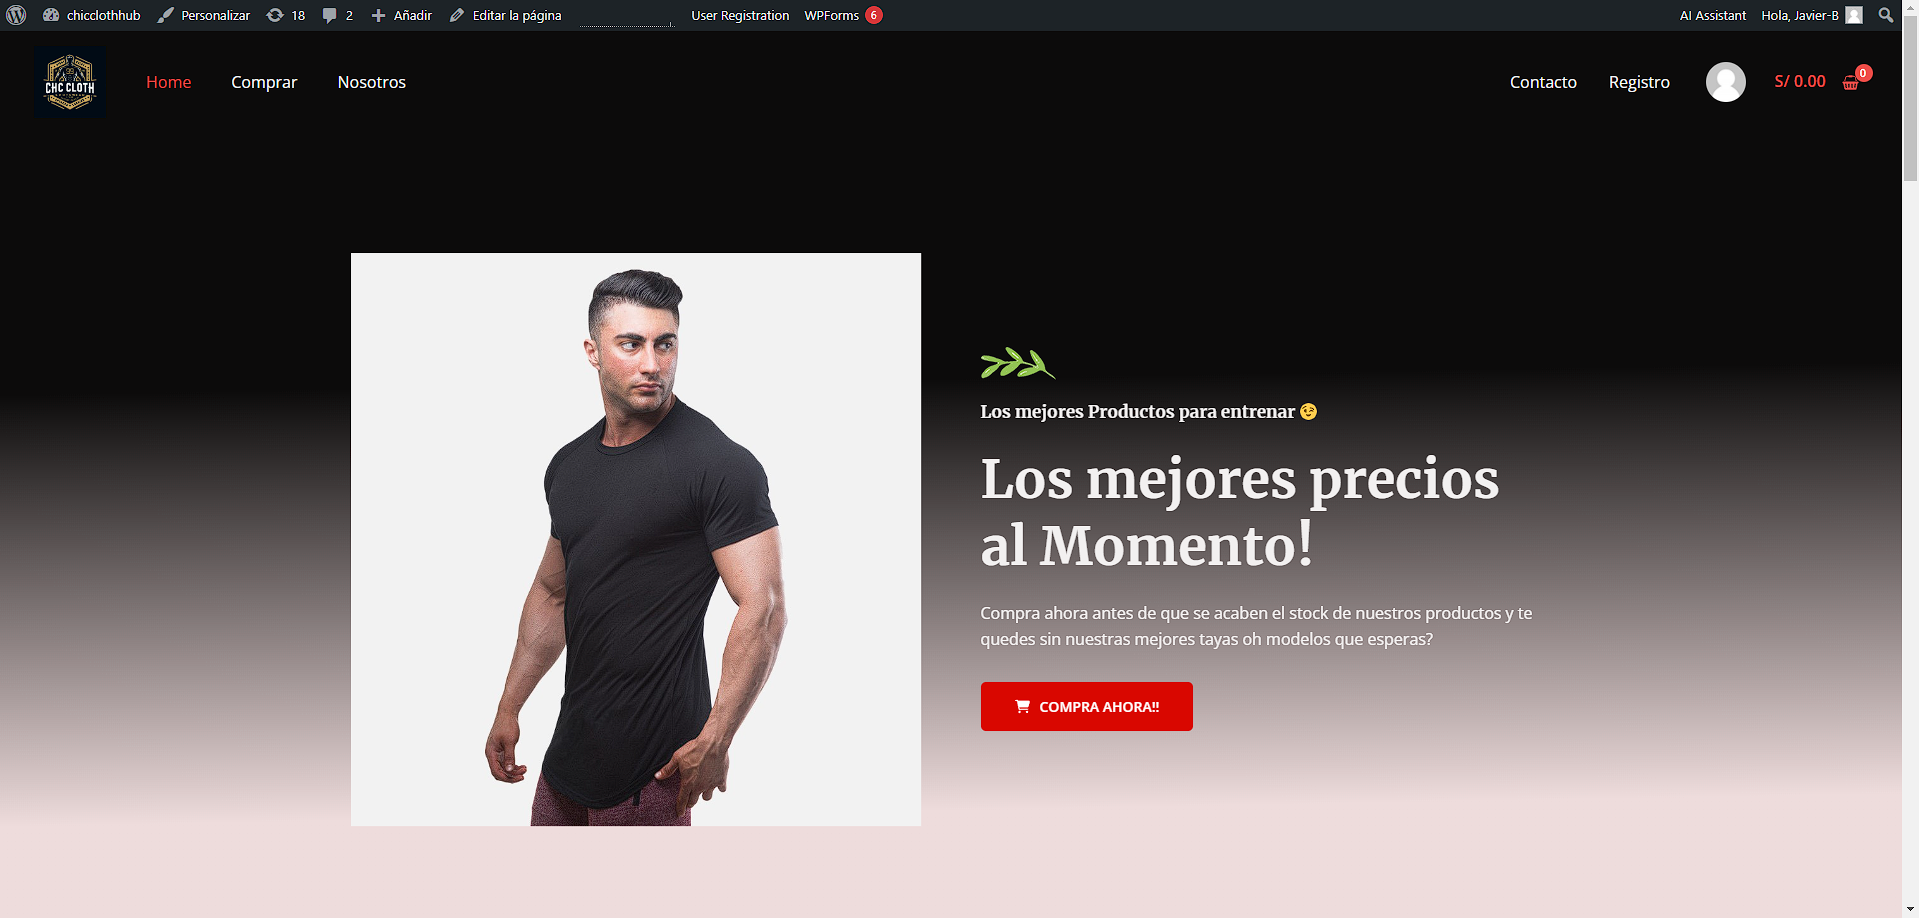 chicclothhub Personalizar 18 2 Añadir Editar la página User Registration WPForms 6 AI Assistant Hola, Javier-B
CHC CLOTH
Home Comprar Nosotros Contacto Registro S/ 0.00 0
Los mejores Productos para entrenar 😉
Los mejores precios
al Momento!
Compra ahora antes de que se acaben el stock de nuestros productos y te
quedes sin nuestras mejores tayas oh modelos que esperas?
COMPRA AHORA!!